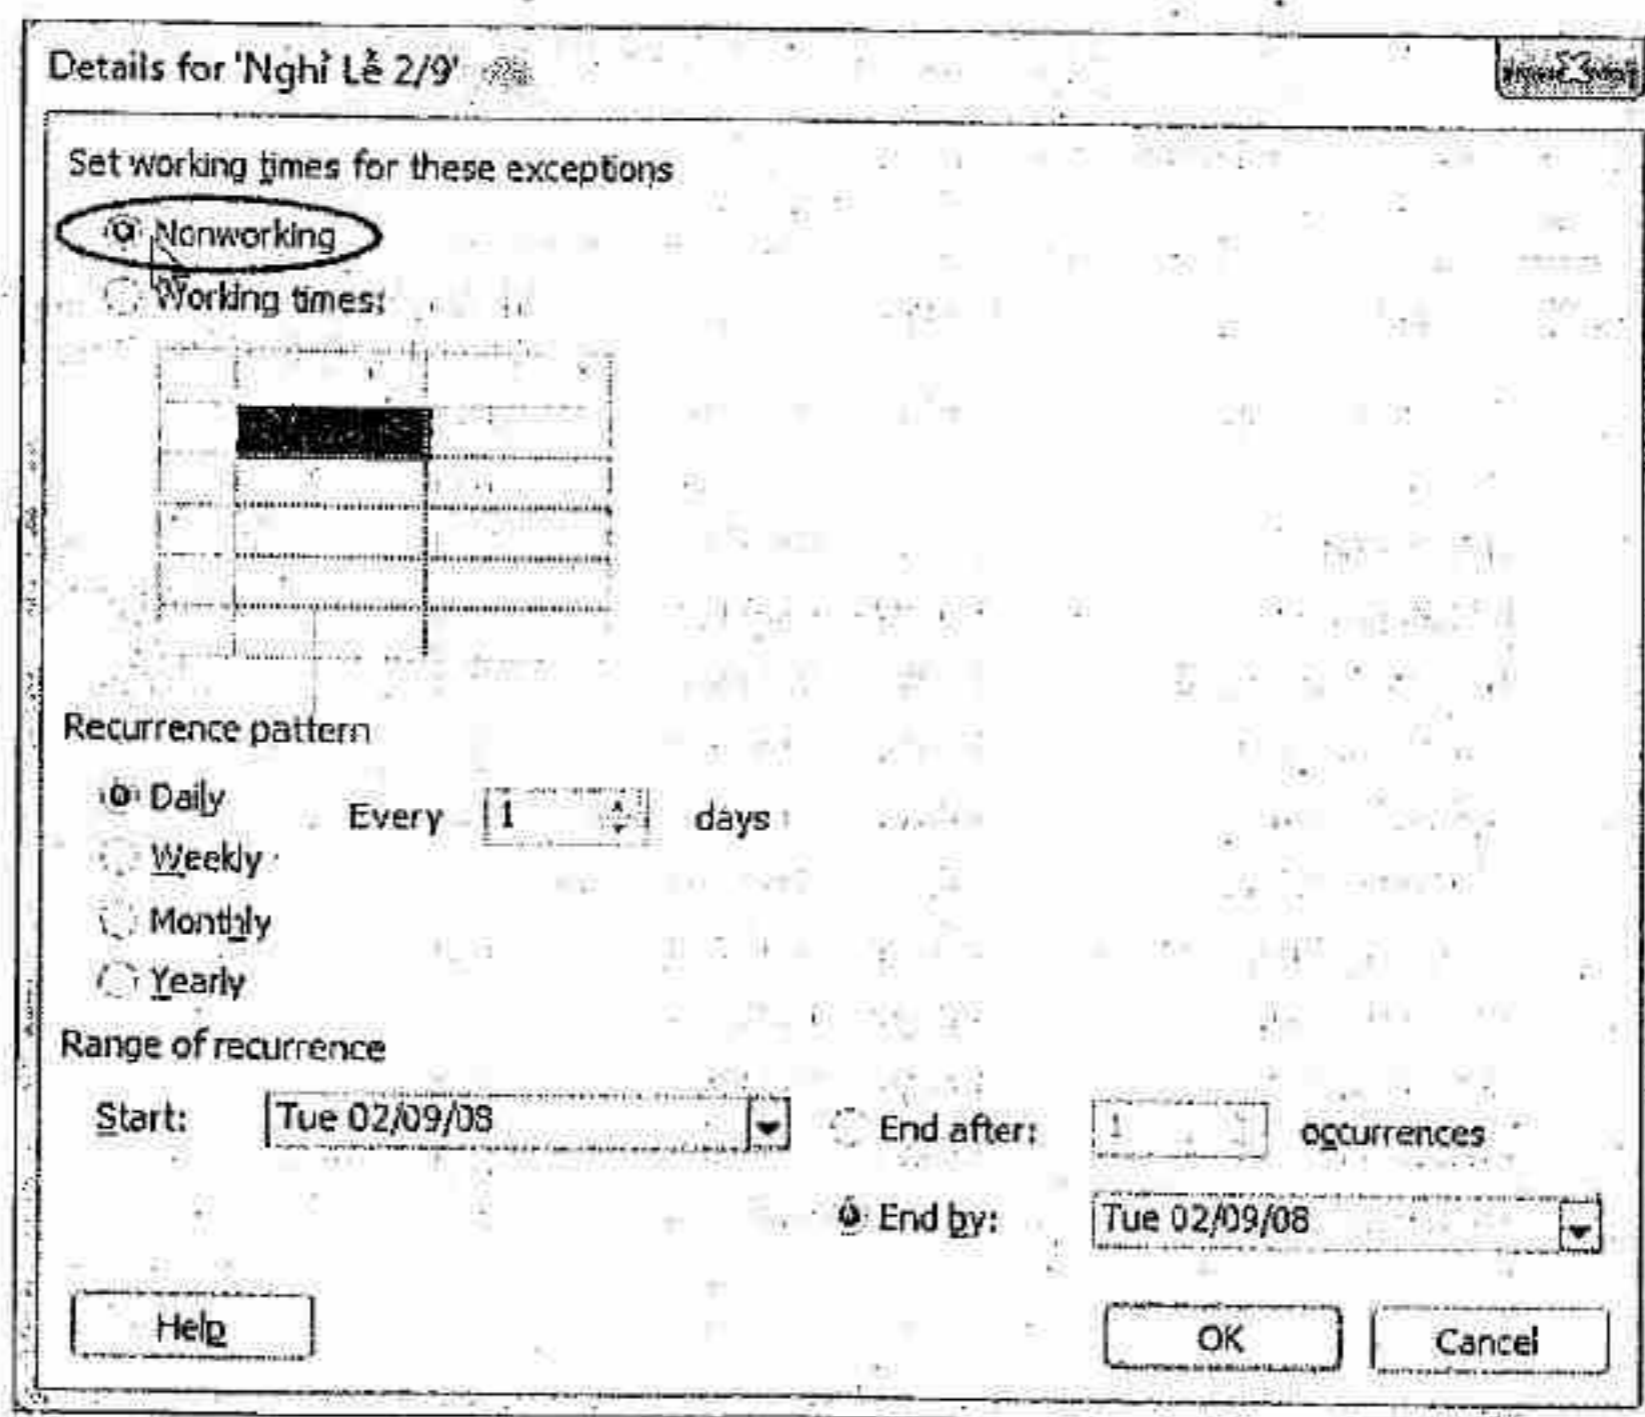 Details for 'Nghỉ Lễ 2/9'
Set working times for these exceptions
Nonworking
Working times:
Recurrence pattern
Daily Every 1 days
Weekly
Monthly
Yearly
Range of recurrence
Start: Tue 02/09/08 End after: 1 occurrences
End by: Tue 02/09/08
Help OK Cancel